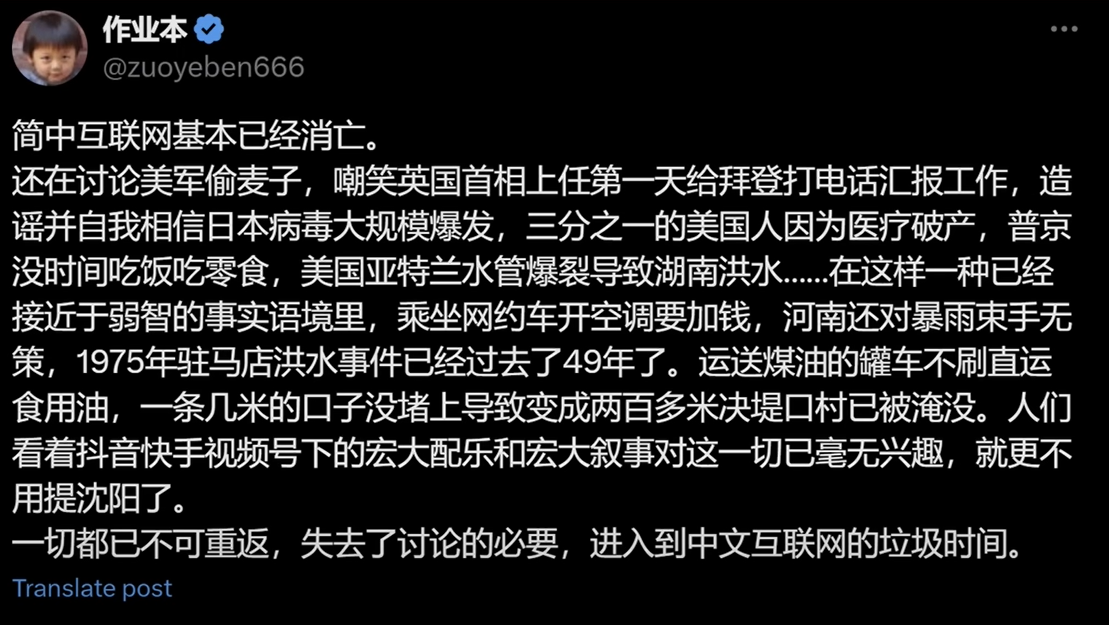 作业本
@zuoyeben666
简中互联网基本已经消亡。
还在讨论美军偷麦子，嘲笑英国首相上任第一天给拜登打电话汇报工作，造
谣并自我相信日本病毒大规模爆发，三分之一的美国人因为医疗破产，普京
没时间吃饭吃零食，美国亚特兰水管爆裂导致湖南洪水......在这样一种已经
接近于弱智的事实语境里，乘坐网约车开空调要加钱，河南还对暴雨束手无
策，1975年驻马店洪水事件已经过去了49年了。运送煤油的罐车不刷直运
食用油，一条几米的口子没堵上导致变成两百多米决堤口村已被淹没。人们
看着抖音快手视频号下的宏大配乐和宏大叙事对这一切已毫无兴趣，就更不
用提沈阳了。
一切都已不可重返，失去了讨论的必要，进入到中文互联网的垃圾时间。
Translate post